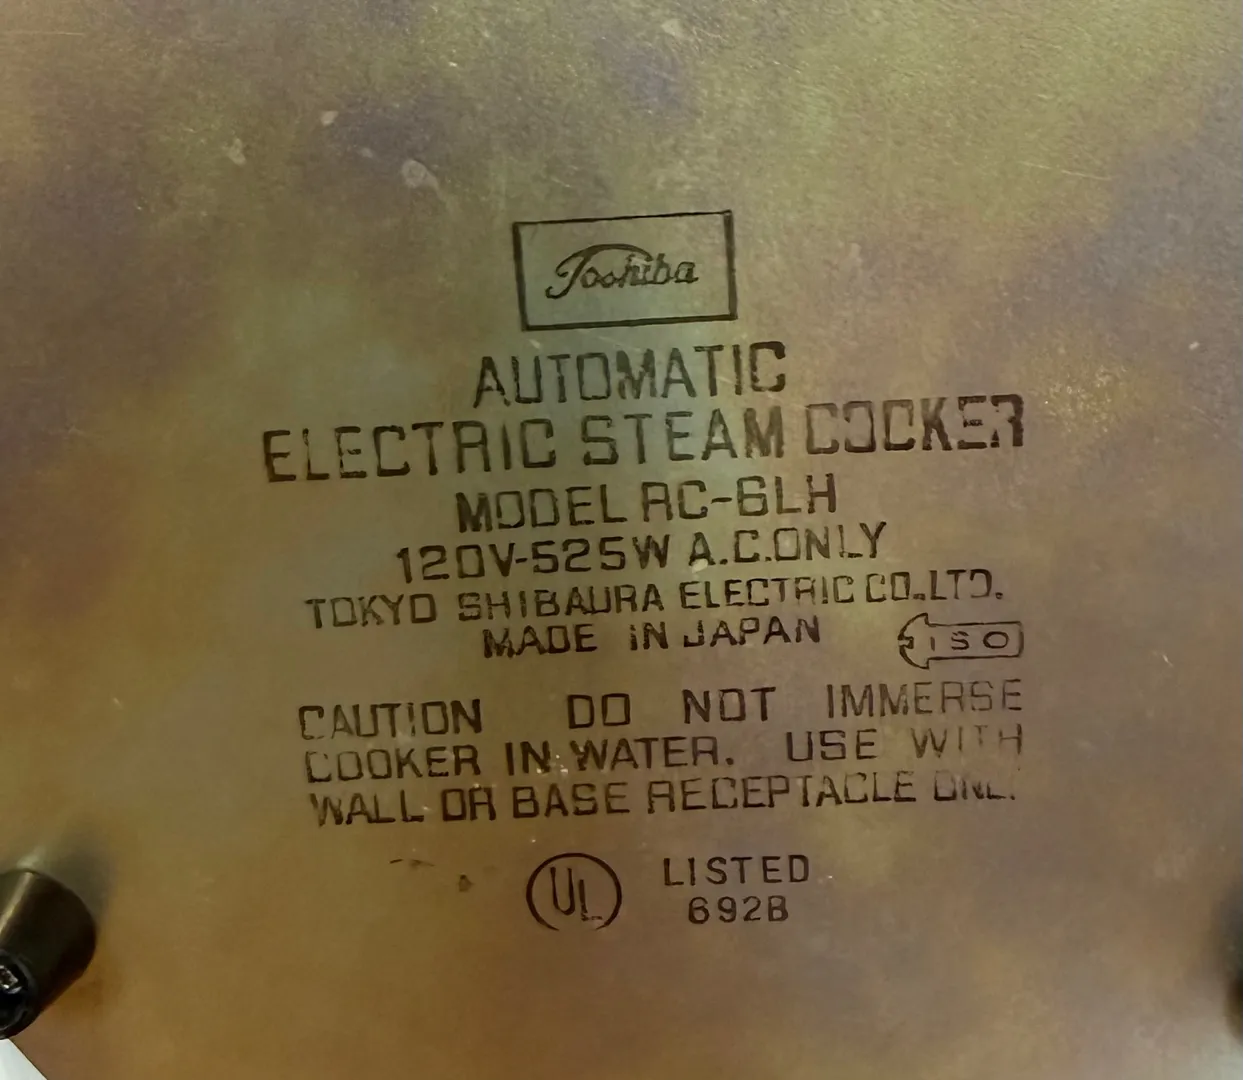 Toshiba
AUTOMATIC
ELECTRIC STEAM COOKER
MODEL RC-6LH
120V-525W A.C.ONLY
TOKYO SHIBAURA ELECTRIC CO.,LTD.
MADE IN JAPAN
ISO
CAUTION DO NOT IMMERSE
COOKER IN WATER. USE WITH
WALL OR BASE RECEPTACLE ONL.
UL LISTED
692B